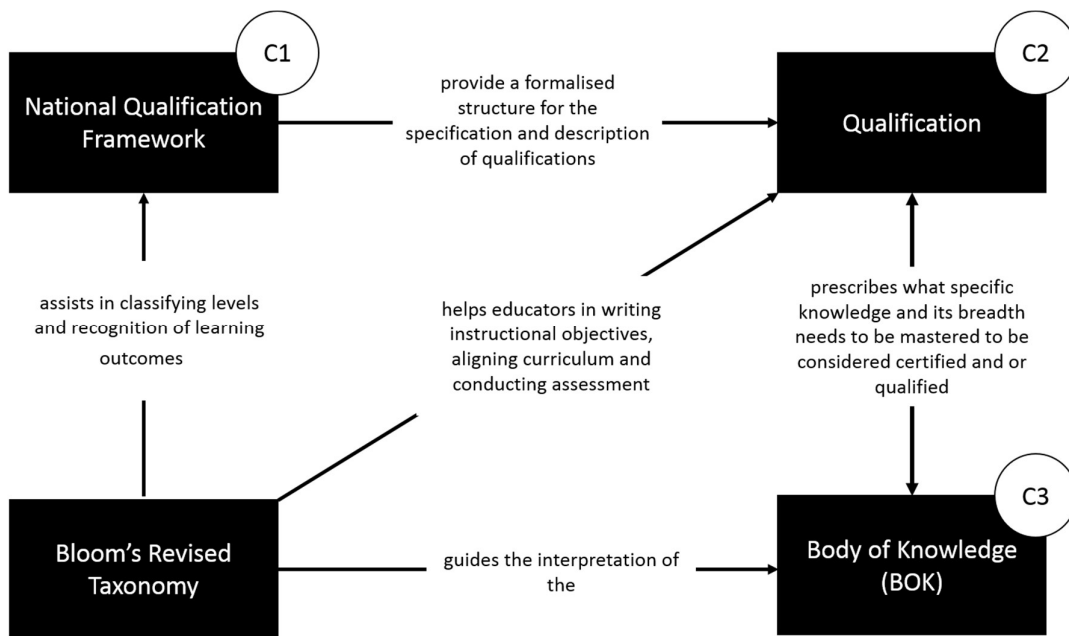 C1
National Qualification
Framework
provide a formalised
structure for the
specification and description
of qualifications
C2
Qualification
assists in classifying levels
and recognition of learning
outcomes
helps educators in writing
instructional objectives,
aligning curriculum and
conducting assessment
prescribes what specific
knowledge and its breadth
needs to be mastered to be
considered certified and or
qualified
Bloom’s Revised
Taxonomy
guides the interpretation of
the
C3
Body of Knowledge
(BOK)